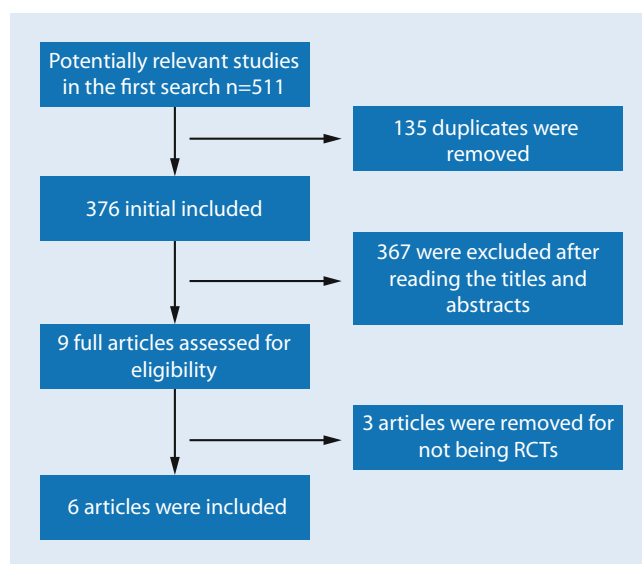 Potentially relevant studies
in the first search n=511
135 duplicates were
removed
376 initial included
367 were excluded after
reading the titles and
abstracts
9 full articles assessed for
eligibility
3 articles were removed for
not being RCTs
6 articles were included